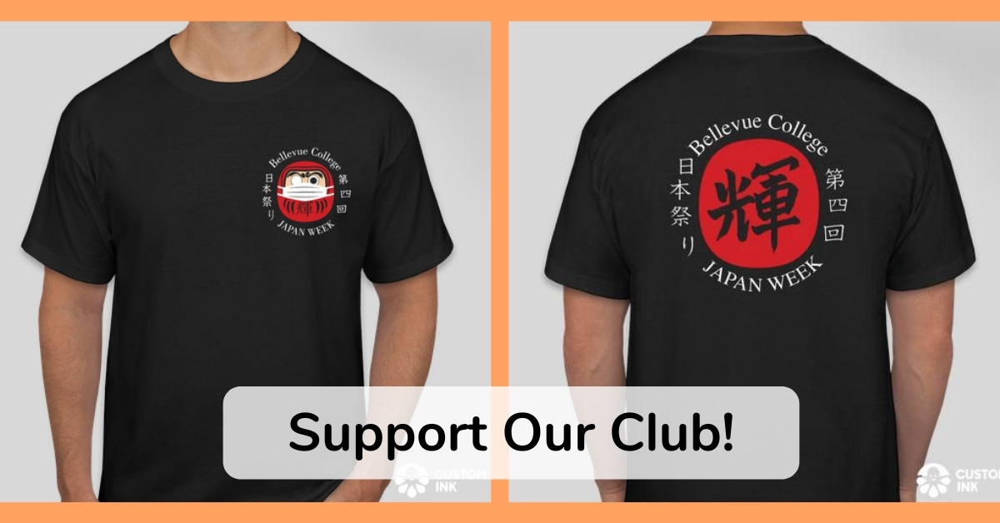 Bellevue College
日本祭り
第四回
輝
JAPAN WEEK
Bellevue College
日本祭り
第四回
輝
JAPAN WEEK
Support Our Club!
CUSTOM
INK
CUSTO
INK